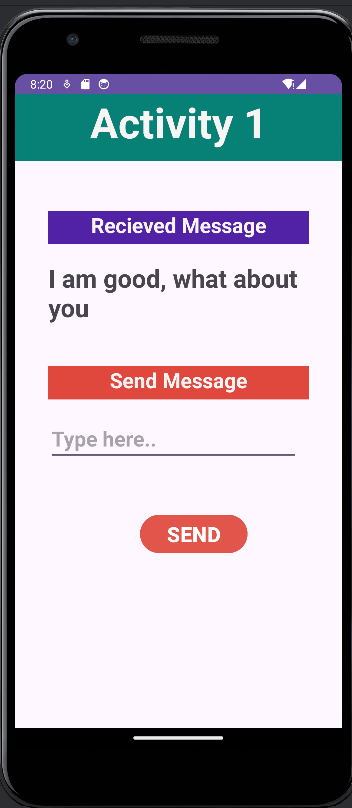 8:20
Activity 1
Recieved Message
I am good, what about
you
Send Message
Type here..
SEND